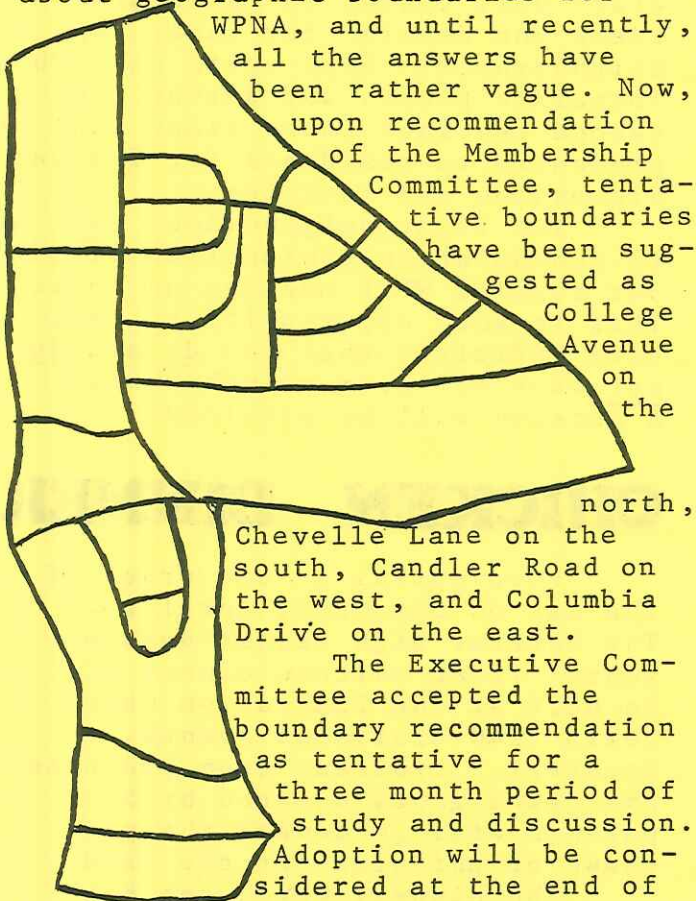 WPNA, and until recently,
all the answers have
been rather vague. Now,
upon recommendation
of the Membership
Committee, tenta-
tive boundaries
have been sug-
gested as
College
Avenue
on
the
north,
Chevelle Lane on the
south, Candler Road on
the west, and Columbia
Drive on the east.
The Executive Com-
mittee accepted the
boundary recommendation
as tentative for a
three month period of
study and discussion.
Adoption will be con-
sidered at the end of